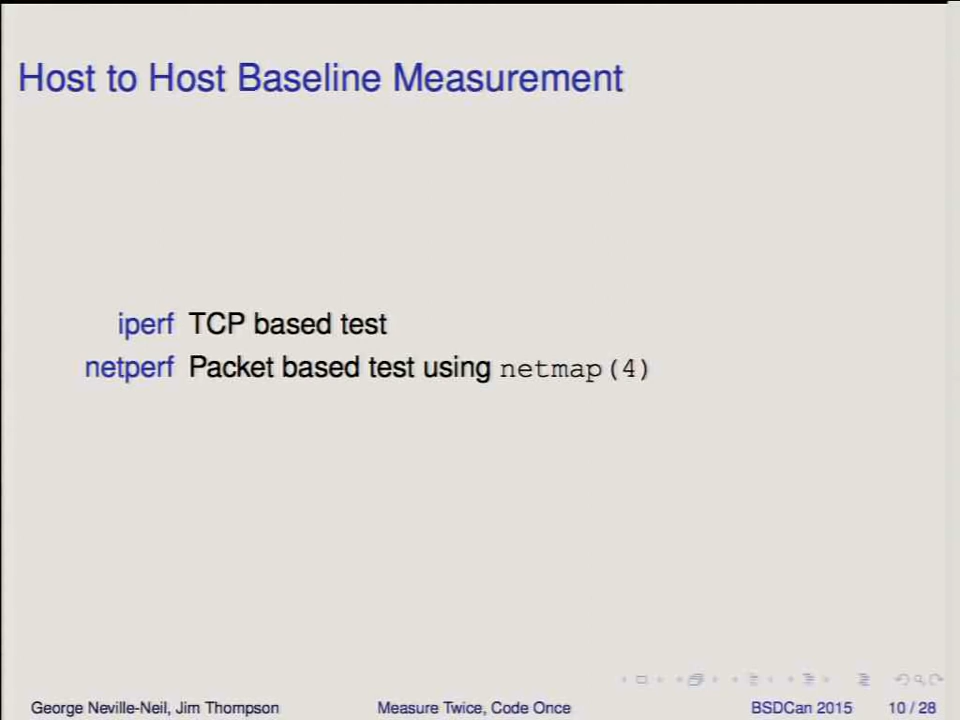 Host to Host Baseline Measurement
iperf TCP based test
netperf Packet based test using netmap(4)
George Neville-Neil, Jim Thompson Measure Twice, Code Once BSDCan 2015 10 / 28